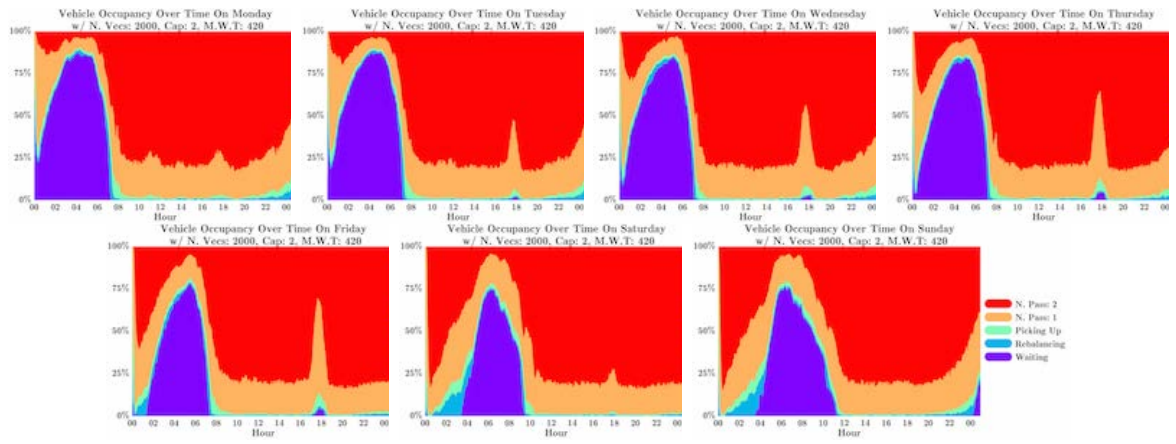 Vehicle Occupancy Over Time On Monday
w/ N. Vecs: 2000, Cap: 2, M.W.T: 420
100%
75%
50%
25%
0%
00 02 04 06 08 10 12 14 16 18 20 22 00
Hour
Vehicle Occupancy Over Time On Tuesday
w/ N. Vecs: 2000, Cap: 2, M.W.T: 420
100%
75%
50%
25%
0%
00 02 04 06 08 10 12 14 16 18 20 22 00
Hour
Vehicle Occupancy Over Time On Wednesday
w/ N. Vecs: 2000, Cap: 2, M.W.T: 420
100%
75%
50%
25%
0%
00 02 04 06 08 10 12 14 16 18 20 22 00
Hour
Vehicle Occupancy Over Time On Thursday
w/ N. Vecs: 2000, Cap: 2, M.W.T: 420
100%
75%
50%
25%
0%
00 02 04 06 08 10 12 14 16 18 20 22 00
Hour
Vehicle Occupancy Over Time On Friday
w/ N. Vecs: 2000, Cap: 2, M.W.T: 420
100%
75%
50%
25%
0%
00 02 04 06 08 10 12 14 16 18 20 22 00
Hour
Vehicle Occupancy Over Time On Saturday
w/ N. Vecs: 2000, Cap: 2, M.W.T: 420
100%
75%
50%
25%
0%
00 02 04 06 08 10 12 14 16 18 20 22 00
Hour
Vehicle Occupancy Over Time On Sunday
w/ N. Vecs: 2000, Cap: 2, M.W.T: 420
100%
75%
50%
25%
0%
00 02 04 06 08 10 12 14 16 18 20 22 00
Hour
N. Pass: 2
N. Pass: 1
Picking Up
Rebalancing
Waiting